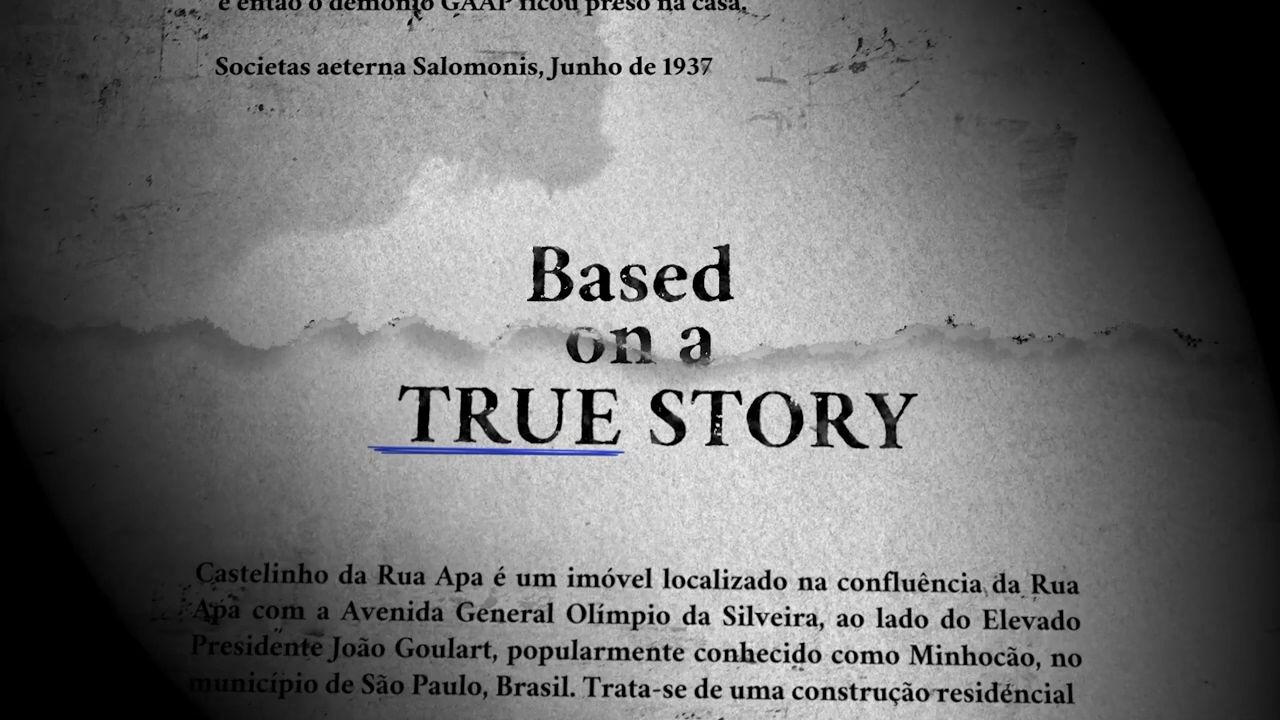 e então o demônio GAAP ficou preso na casa.
Societas aeterna Salomonis, Junho de 1937
Based
on a
TRUE STORY
Castelinho da Rua Apa é um imóvel localizado na confluência da Rua
Apa com a Avenida General Olímpio da Silveira, ao lado do Elevado
Presidente João Goulart, popularmente conhecido como Minhocão, no
município de São Paulo, Brasil. Trata-se de uma construção residéncial